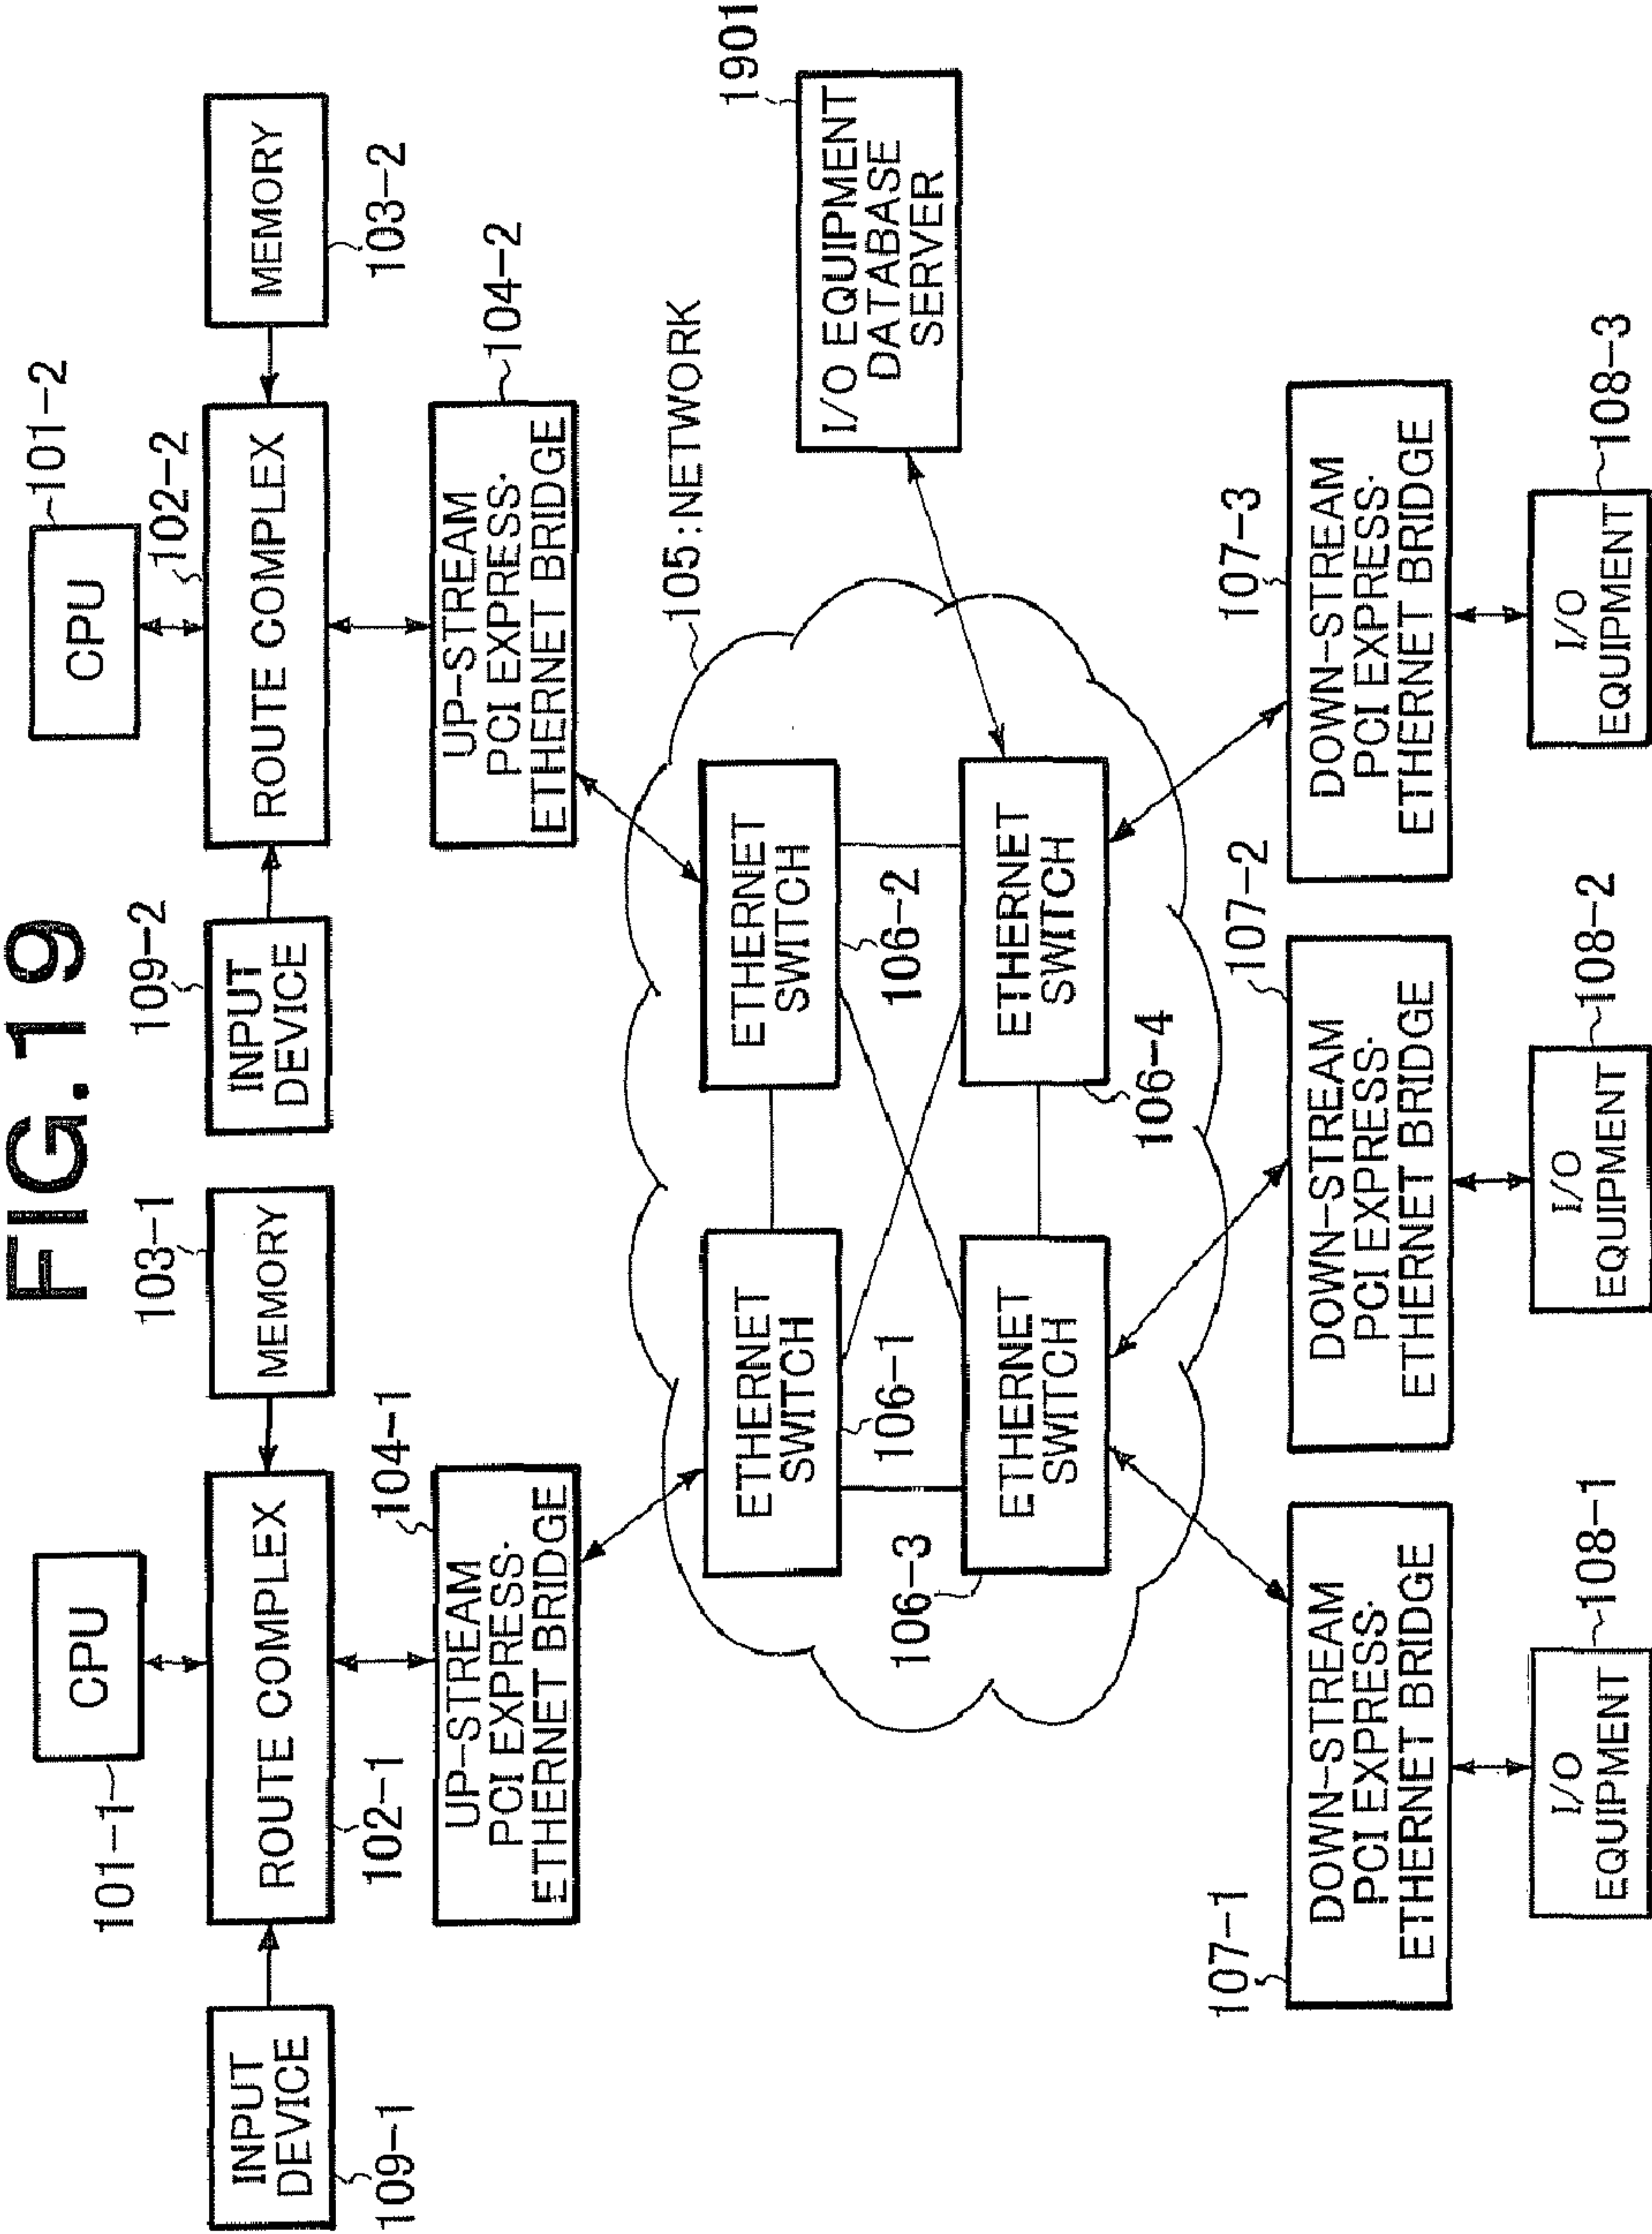 FIG.19
101-1
CPU
CPU
101-2
109-1
INPUT
DEVICE
102-1
ROUTE COMPLEX
103-1
MEMORY
109-2
INPUT
DEVICE
102-2
ROUTE COMPLEX
103-2
MEMORY
104-1
UP-STREAM
PCI EXPRESS·
ETHERNET BRIDGE
104-2
UP-STREAM
PCI EXPRESS·
ETHERNET BRIDGE
105:NETWORK
ETHERNET
SWITCH
106-1
ETHERNET
SWITCH
106-2
1901
I/O EQUIPMENT
DATABASE
SERVER
106-3
ETHERNET
SWITCH
ETHERNET
SWITCH
106-4
107-1
DOWN-STREAM
PCI EXPRESS·
ETHERNET BRIDGE
107-2
DOWN-STREAM
PCI EXPRESS·
ETHERNET BRIDGE
107-3
DOWN-STREAM
PCI EXPRESS·
ETHERNET BRIDGE
I/O
EQUIPMENT
108-1
I/O
EQUIPMENT
108-2
I/O
EQUIPMENT
108-3